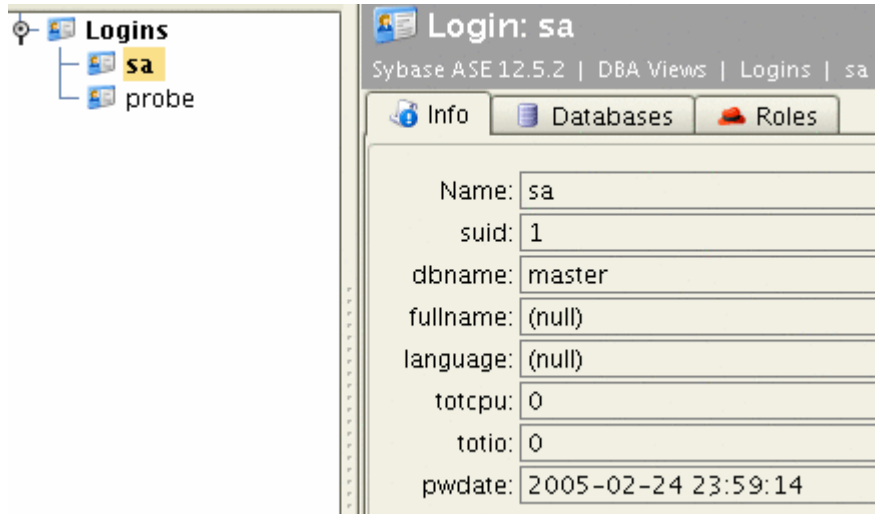 Logins
sa
probe
Login: sa
Sybase ASE 12.5.2 | DBA Views | Logins | sa
Info Databases Roles
Name: sa
suid: 1
dbname: master
fullname: (null)
language: (null)
totcpu: 0
totio: 0
pwdate: 2005-02-24 23:59:14